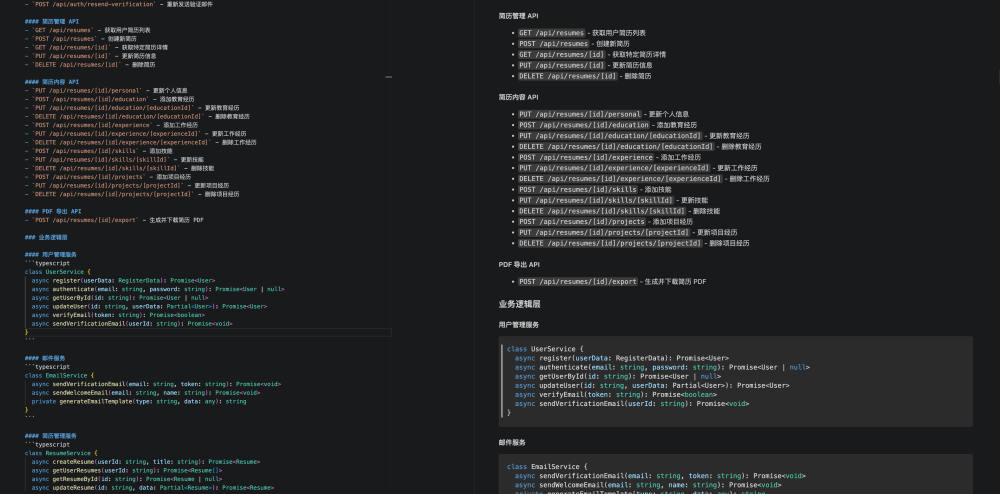 - `POST /api/auth/resend-verification` - 重新发送验证邮件
#### 简历管理 API
- `GET /api/resumes` - 获取用户简历列表
- `POST /api/resumes` - 创建新简历
- `GET /api/resumes/[id]` - 获取特定简历详情
- `PUT /api/resumes/[id]` - 更新简历信息
- `DELETE /api/resumes/[id]` - 删除简历
#### 简历内容 API
- `PUT /api/resumes/[id]/personal` - 更新个人信息
- `POST /api/resumes/[id]/education` - 添加教育经历
- `PUT /api/resumes/[id]/education/[educationId]` - 更新教育经历
- `DELETE /api/resumes/[id]/education/[educationId]` - 删除教育经历
- `POST /api/resumes/[id]/experience` - 添加工作经历
- `PUT /api/resumes/[id]/experience/[experienceId]` - 更新工作经历
- `DELETE /api/resumes/[id]/experience/[experienceId]` - 删除工作经历
- `POST /api/resumes/[id]/skills` - 添加技能
- `PUT /api/resumes/[id]/skills/[skillId]` - 更新技能
- `DELETE /api/resumes/[id]/skills/[skillId]` - 删除技能
- `POST /api/resumes/[id]/projects` - 添加项目经历
- `PUT /api/resumes/[id]/projects/[projectId]` - 更新项目经历
- `DELETE /api/resumes/[id]/projects/[projectId]` - 删除项目经历
#### PDF 导出 API
- `POST /api/resumes/[id]/export` - 生成并下载简历 PDF
### 业务逻辑层
#### 用户管理服务
```typescript
class UserService {
async register(userData: RegisterData): Promise<User>
async authenticate(email: string, password: string): Promise<User | null>
async getUserById(id: string): Promise<User | null>
async updateUser(id: string, userData: Partial<User>): Promise<User>
async verifyEmail(token: string): Promise<boolean>
async sendVerificationEmail(userId: string): Promise<void>
}
```
#### 邮件服务
```typescript
class EmailService {
async sendVerificationEmail(email: string, token: string): Promise<void>
async sendWelcomeEmail(email: string, name: string): Promise<void>
private generateEmailTemplate(type: string, data: any): string
}
```
#### 简历管理服务
```typescript
class ResumeService {
async createResume(userId: string, title: string): Promise<Resume>
async getUserResumes(userId: string): Promise<Resume[]>
async getResumeById(id: string): Promise<Resume | null>
async updateResume(id: string, data: Partial<Resume>): Promise<Resume>
简历管理 API
• GET /api/resumes - 获取用户简历列表
• POST /api/resumes - 创建新简历
• GET /api/resumes/[id] - 获取特定简历详情
• PUT /api/resumes/[id] - 更新简历信息
• DELETE /api/resumes/[id] - 删除简历
简历内容 API
• PUT /api/resumes/[id]/personal - 更新个人信息
• POST /api/resumes/[id]/education - 添加教育经历
• PUT /api/resumes/[id]/education/[educationId] - 更新教育经历
• DELETE /api/resumes/[id]/education/[educationId] - 删除教育经历
• POST /api/resumes/[id]/experience - 添加工作经历
• PUT /api/resumes/[id]/experience/[experienceId] - 更新工作经历
• DELETE /api/resumes/[id]/experience/[experienceId] - 删除工作经历
• POST /api/resumes/[id]/skills - 添加技能
• PUT /api/resumes/[id]/skills/[skillId] - 更新技能
• DELETE /api/resumes/[id]/skills/[skillId] - 删除技能
• POST /api/resumes/[id]/projects - 添加项目经历
• PUT /api/resumes/[id]/projects/[projectId] - 更新项目经历
• DELETE /api/resumes/[id]/projects/[projectId] - 删除项目经历
PDF 导出 API
• POST /api/resumes/[id]/export - 生成并下载简历 PDF
业务逻辑层
用户管理服务
class UserService {
async register(userData: RegisterData): Promise<User>
async authenticate(email: string, password: string): Promise<User | null>
async getUserById(id: string): Promise<User | null>
async updateUser(id: string, userData: Partial<User>): Promise<User>
async verifyEmail(token: string): Promise<boolean>
async sendVerificationEmail(userId: string): Promise<void>
}
邮件服务
class EmailService {
async sendVerificationEmail(email: string, token: string): Promise<void>
async sendWelcomeEmail(email: string, name: string): Promise<void>
private generateEmailTemplate(type: string, data: any): string